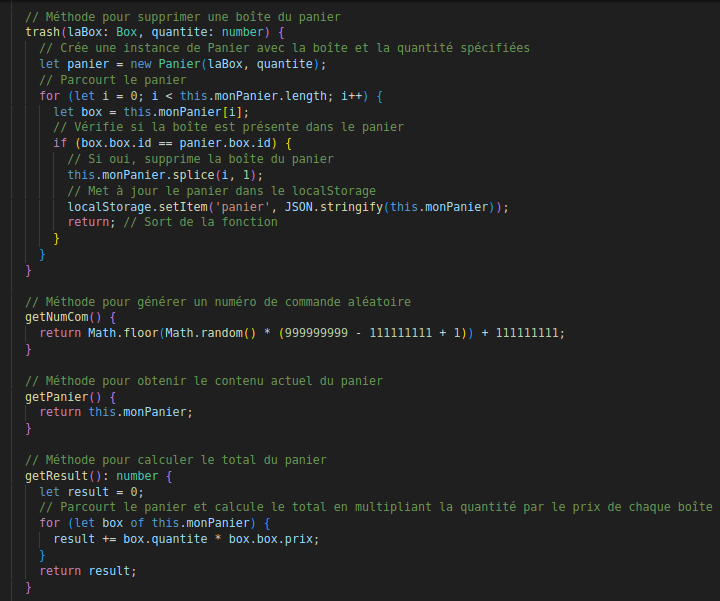 // Méthode pour supprimer une boîte du panier
trash(laBox: Box, quantite: number) {
// Crée une instance de Panier avec la boîte et la quantité spécifiées
let panier = new Panier(laBox, quantite);
// Parcourt le panier
for (let i = 0; i < this.monPanier.length; i++) {
let box = this.monPanier[i];
// Vérifie si la boîte est présente dans le panier
if (box.box.id == panier.box.id) {
// Si oui, supprime la boîte du panier
this.monPanier.splice(i, 1);
// Met à jour le panier dans le localStorage
localStorage.setItem('panier', JSON.stringify(this.monPanier));
return; // Sort de la fonction
}
}
}
// Méthode pour générer un numéro de commande aléatoire
getNumCom() {
return Math.floor(Math.random() * (999999999 - 111111111 + 1)) + 111111111;
}
// Méthode pour obtenir le contenu actuel du panier
getPanier() {
return this.monPanier;
}
// Méthode pour calculer le total du panier
getResult(): number {
let result = 0;
// Parcourt le panier et calcule le total en multipliant la quantité par le prix de chaque boîte
for (let box of this.monPanier) {
result += box.quantite * box.box.prix;
}
return result;
}